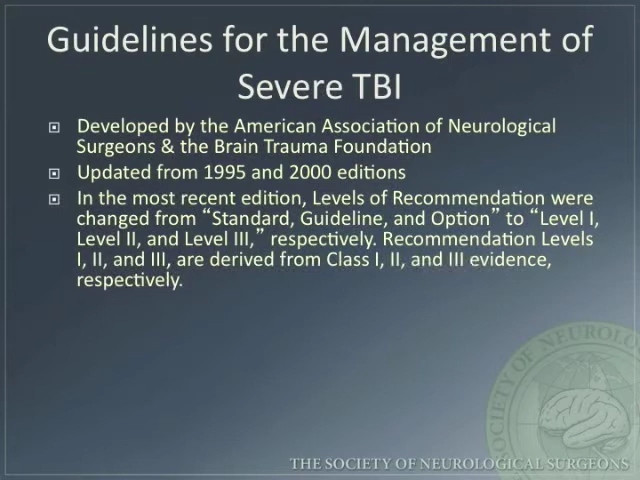 Guidelines for the Management of
Severe TBI
Developed by the American Association of Neurological
Surgeons & the Brain Trauma Foundation
Updated from 1995 and 2000 editions
In the most recent edition, Levels of Recommendation were
changed from “Standard, Guideline, and Option” to “Level I,
Level II, and Level III,” respectively. Recommendation Levels
I, II, and III, are derived from Class I, II, and III evidence,
respectively.
SOCIETY OF NEUROLO
THE SOCIETY OF NEUROLOGICAL SURGEONS